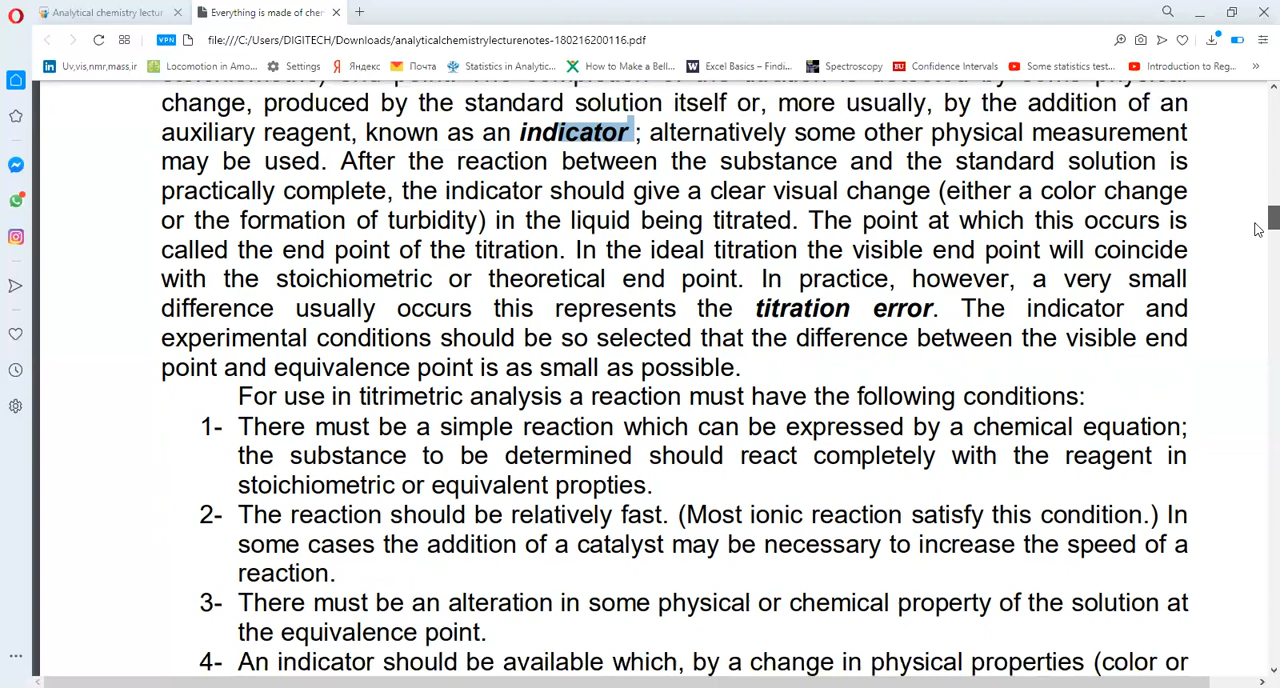 Analytical chemistry lectur
Everything is made of cher
VPN
file:///C:/Users/DIGITECH/Downloads/analyticalchemistrylecturenotes-180216200116.pdf
Uv,vis,nmr,mass,ir
Locomotion in Amo...
Settings
Яндекс
Почта
Statistics in Analytic...
How to Make a Bell...
Excel Basics – Findi...
Spectroscopy
Confidence Intervals
Some statistics test...
Introduction to Reg...
change, produced by the standard solution itself or, more usually, by the addition of an
auxiliary reagent, known as an indicator ; alternatively some other physical measurement
may be used. After the reaction between the substance and the standard solution is
practically complete, the indicator should give a clear visual change (either a color change
or the formation of turbidity) in the liquid being titrated. The point at which this occurs is
called the end point of the titration. In the ideal titration the visible end point will coincide
with the stoichiometric or theoretical end point. In practice, however, a very small
difference usually occurs this represents the titration error. The indicator and
experimental conditions should be so selected that the difference between the visible end
point and equivalence point is as small as possible.
For use in titrimetric analysis a reaction must have the following conditions:
1- There must be a simple reaction which can be expressed by a chemical equation;
the substance to be determined should react completely with the reagent in
stoichiometric or equivalent propties.
2- The reaction should be relatively fast. (Most ionic reaction satisfy this condition.) In
some cases the addition of a catalyst may be necessary to increase the speed of a
reaction.
3- There must be an alteration in some physical or chemical property of the solution at
the equivalence point.
4- An indicator should be available which, by a change in physical properties (color or